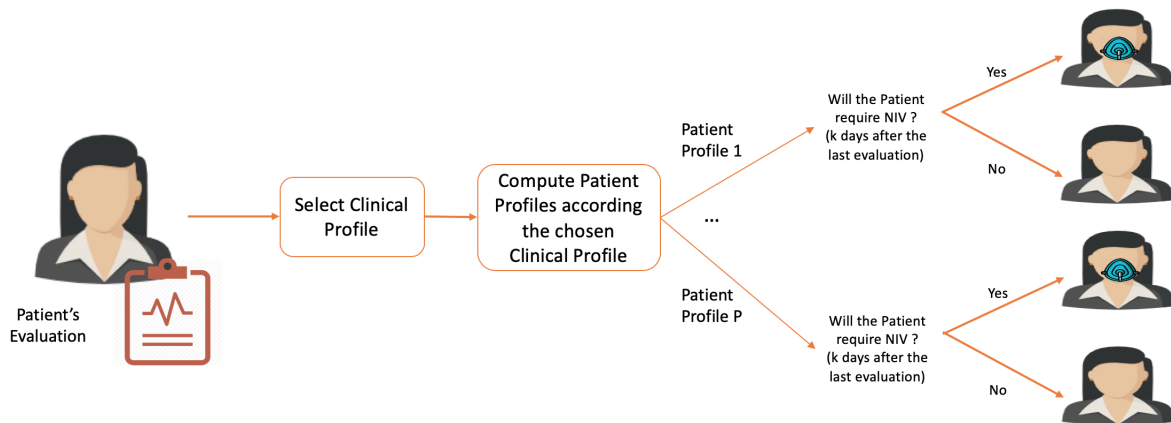 Patient's
Evaluation
Select Clinical
Profile
Compute Patient
Profiles according
the chosen
Clinical Profile
Patient
Profile 1
...
Patient
Profile P
Will the Patient
require NIV ?
(k days after the
last evaluation)
Yes
No
Will the Patient
require NIV ?
(k days after the
last evaluation)
Yes
No